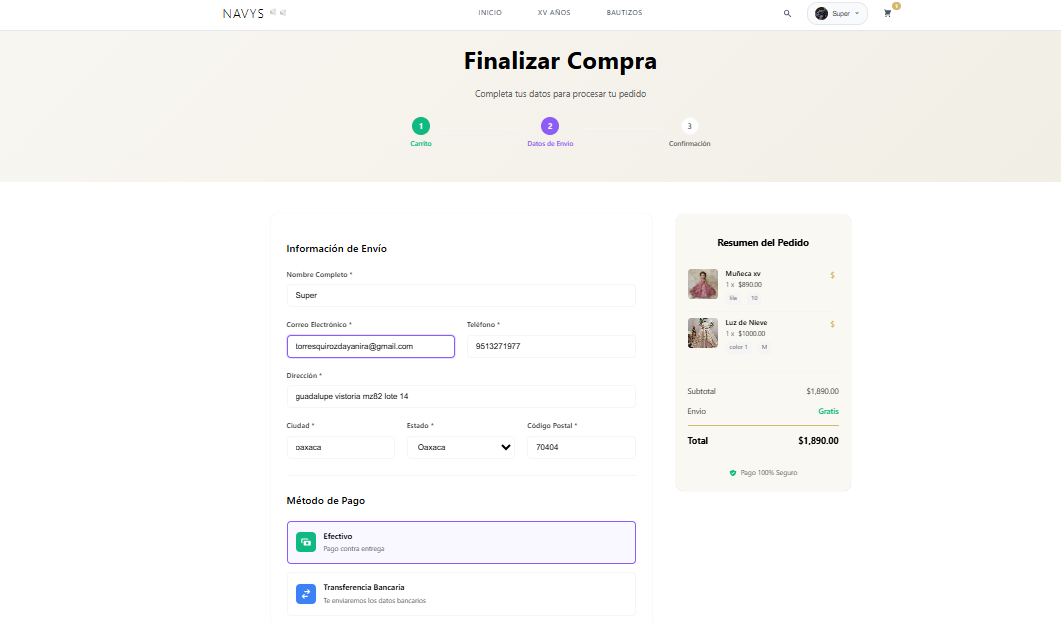 NAVYS
INICIO XV AÑOS BAUTIZOS Super 1
Finalizar Compra
Completa tus datos para procesar tu pedido
1 2 3
Carrito Datos de Envío Confirmación
Información de Envío
Nombre Completo *
Super
Correo Electrónico * Teléfono *
torresquirozdayanira@gmail.com 9513271977
Dirección *
guadalupe vistoria mz82 lote 14
Ciudad * Estado * Código Postal *
oaxaca Oaxaca 70404
Método de Pago
Efectivo
Pago contra entrega
Transferencia Bancaria
Te enviaremos los datos bancarios
Resumen del Pedido
Muñeca xv $
1 x $890.00
lila 10
Luz de Nieve $
1 x $1000.00
color 1 M
Subtotal $1,890.00
Envío Gratis
Total $1,890.00
Pago 100% Seguro